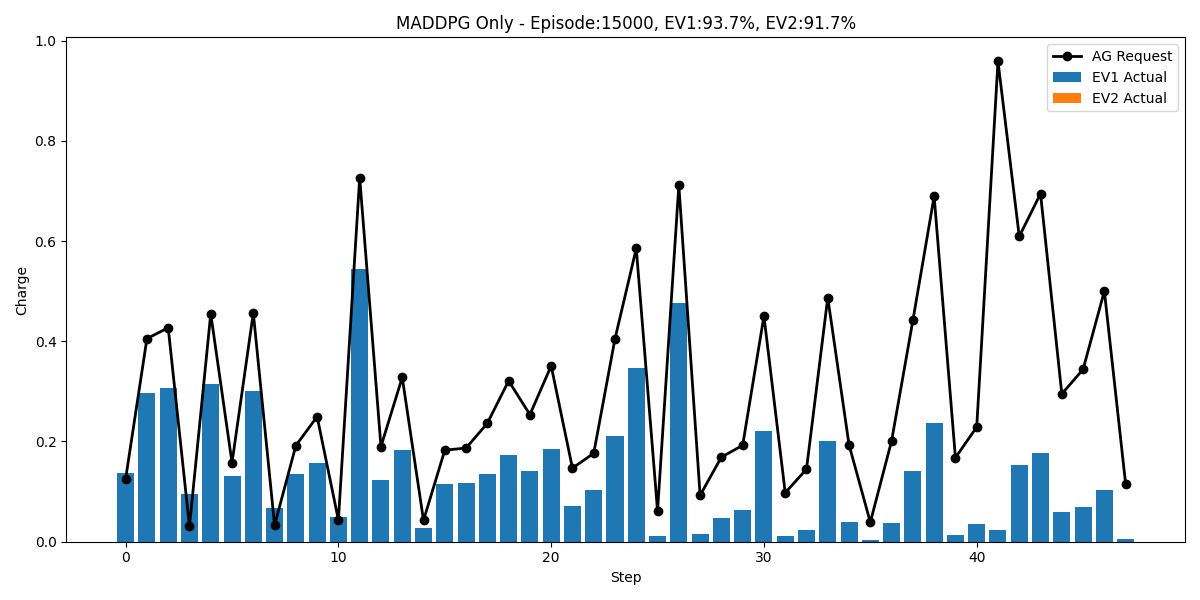 MADDPG Only - Episode:15000, EV1:93.7%, EV2:91.7%
1.0
0.8
0.6
0.4
0.2
0.0
Charge
AG Request
EV1 Actual
EV2 Actual
0
10
20
30
40
Step